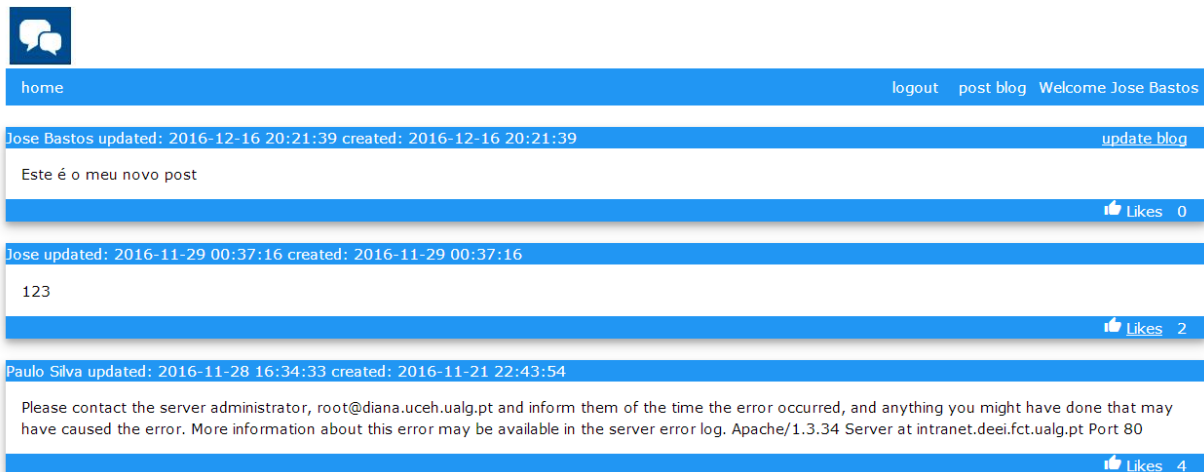 home logout post blog Welcome Jose Bastos
Jose Bastos updated: 2016-12-16 20:21:39 created: 2016-12-16 20:21:39 update blog
Este é o meu novo post
Likes 0
Jose updated: 2016-11-29 00:37:16 created: 2016-11-29 00:37:16
123
Likes 2
Paulo Silva updated: 2016-11-28 16:34:33 created: 2016-11-21 22:43:54
Please contact the server administrator, root@diana.uceh.ualg.pt and inform them of the time the error occurred, and anything you might have done that may
have caused the error. More information about this error may be available in the server error log. Apache/1.3.34 Server at intranet.deei.fct.ualg.pt Port 80
Likes 4